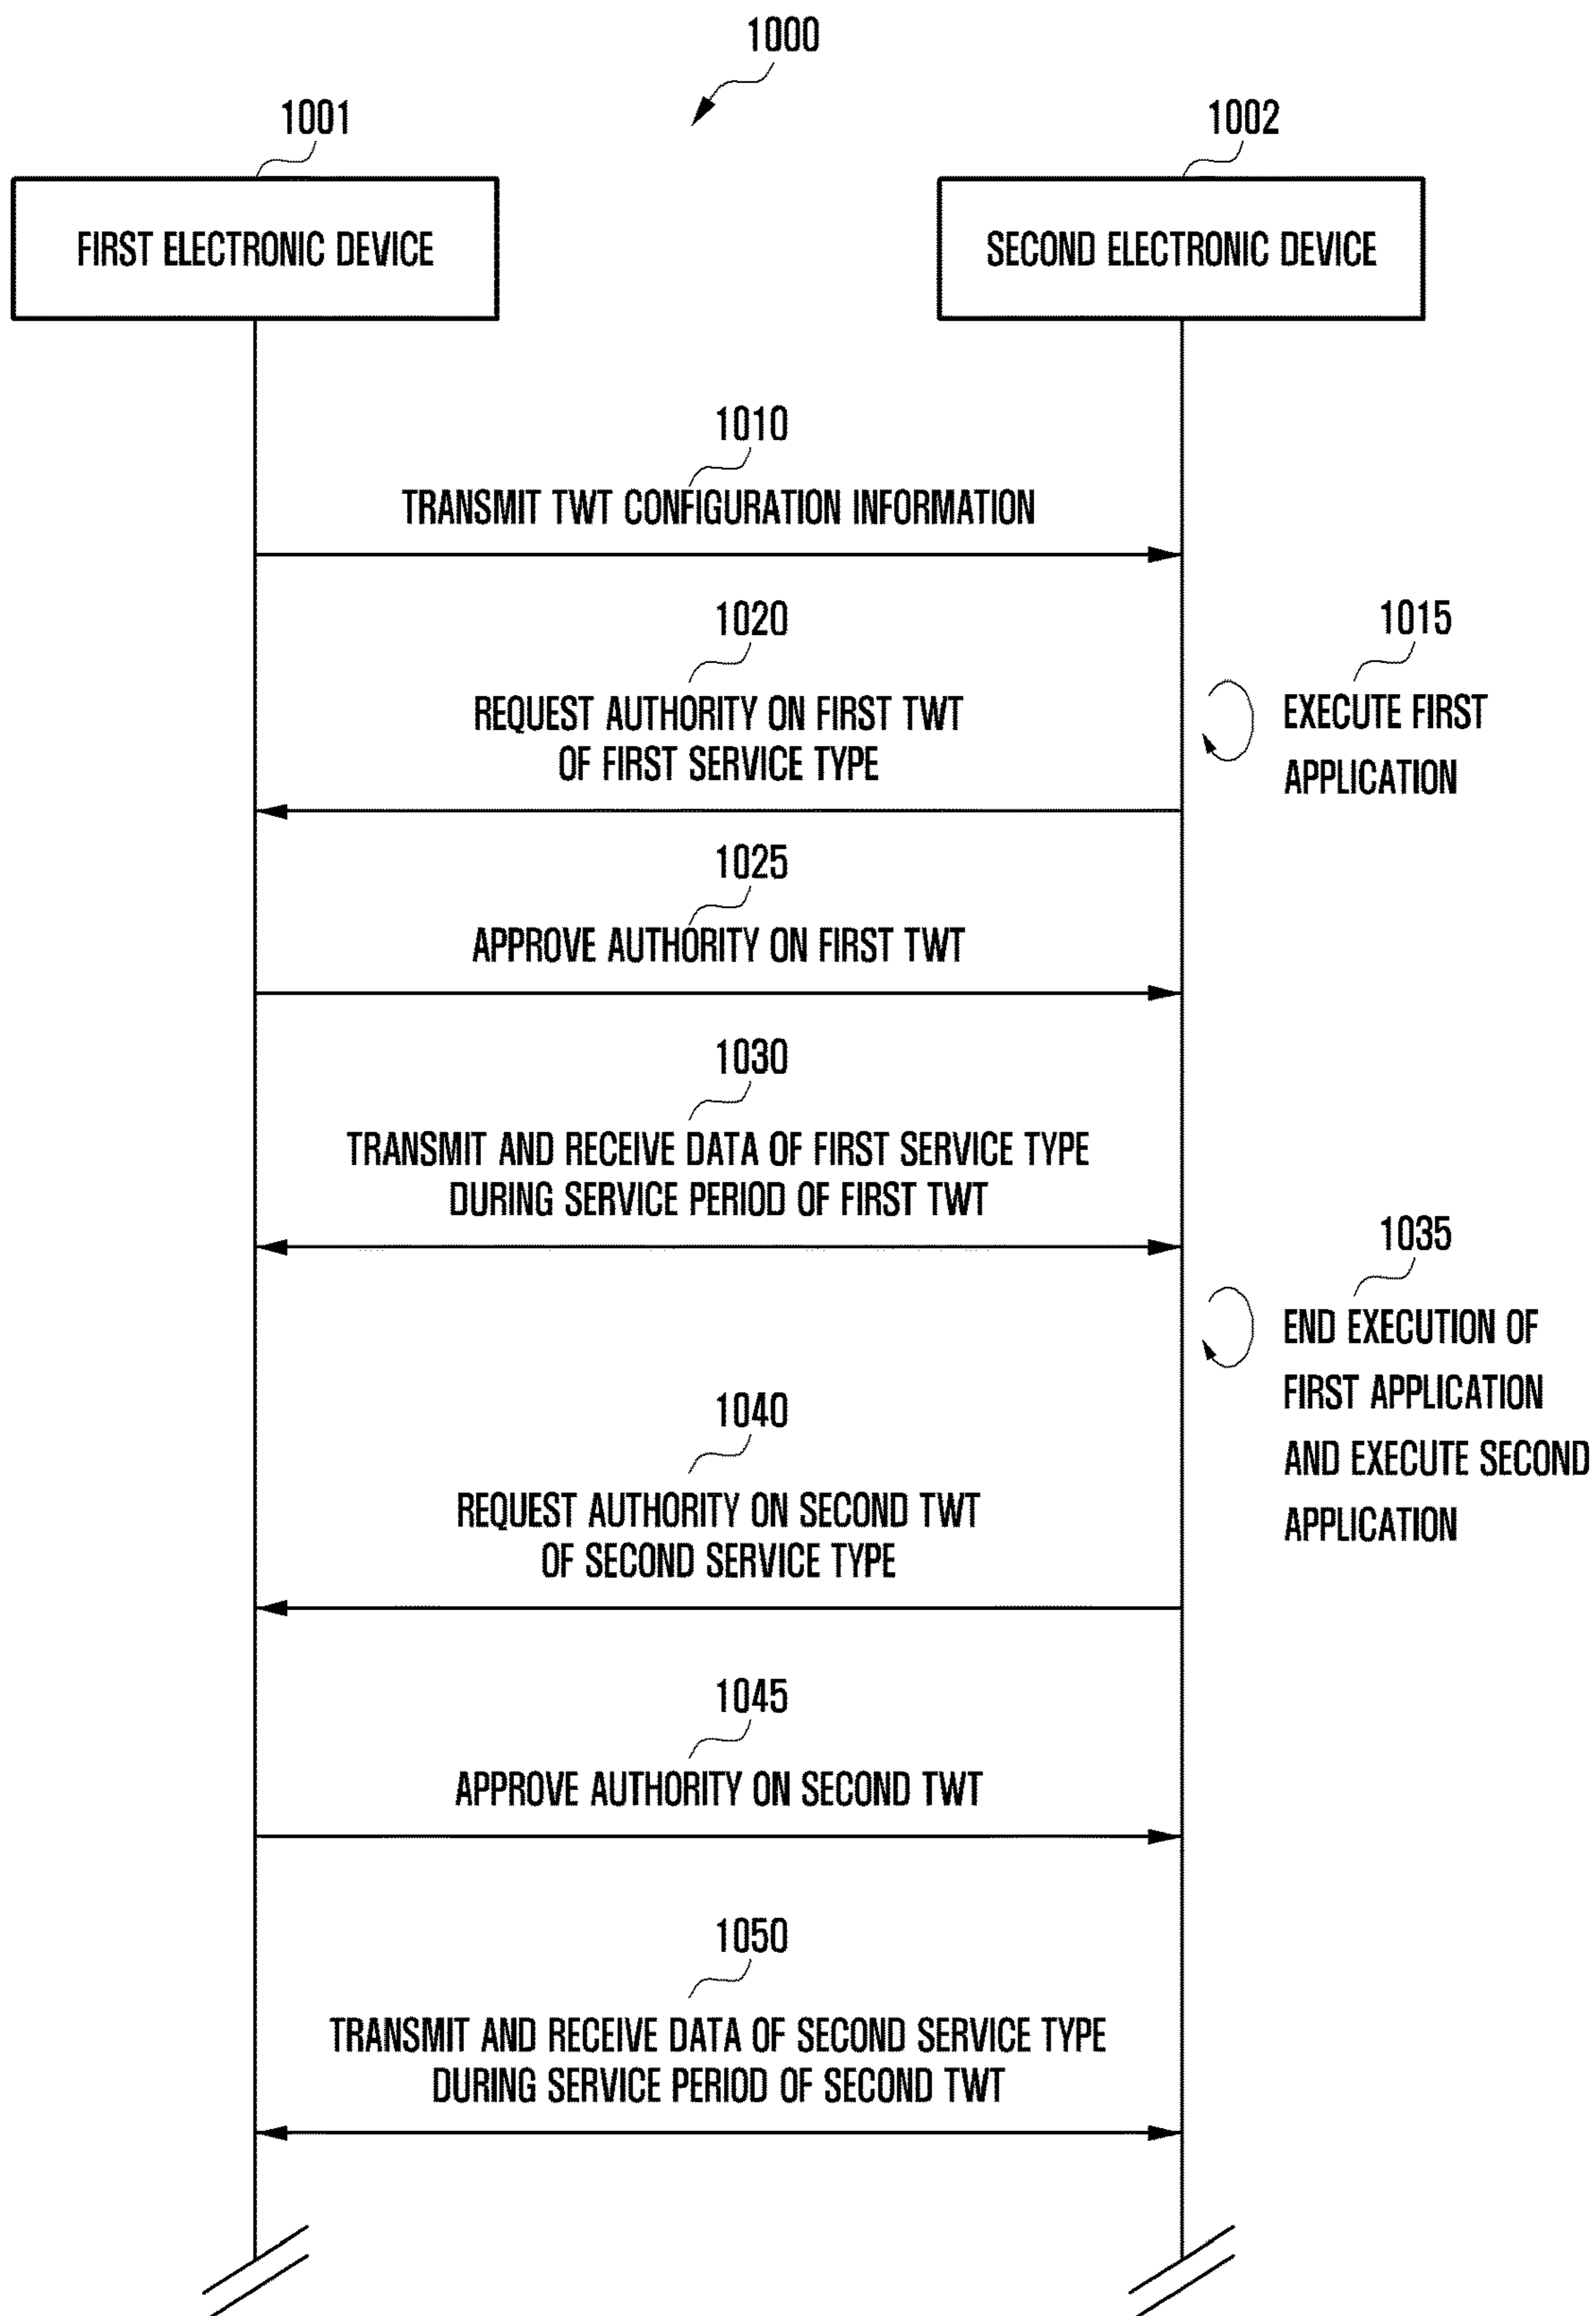 1000
1001
1002
FIRST ELECTRONIC DEVICE
SECOND ELECTRONIC DEVICE
1010
TRANSMIT TWT CONFIGURATION INFORMATION
1015
EXECUTE FIRST
APPLICATION
1020
REQUEST AUTHORITY ON FIRST TWT
OF FIRST SERVICE TYPE
1025
APPROVE AUTHORITY ON FIRST TWT
1030
TRANSMIT AND RECEIVE DATA OF FIRST SERVICE TYPE
DURING SERVICE PERIOD OF FIRST TWT
1035
END EXECUTION OF
FIRST APPLICATION
AND EXECUTE SECOND
APPLICATION
1040
REQUEST AUTHORITY ON SECOND TWT
OF SECOND SERVICE TYPE
1045
APPROVE AUTHORITY ON SECOND TWT
1050
TRANSMIT AND RECEIVE DATA OF SECOND SERVICE TYPE
DURING SERVICE PERIOD OF SECOND TWT